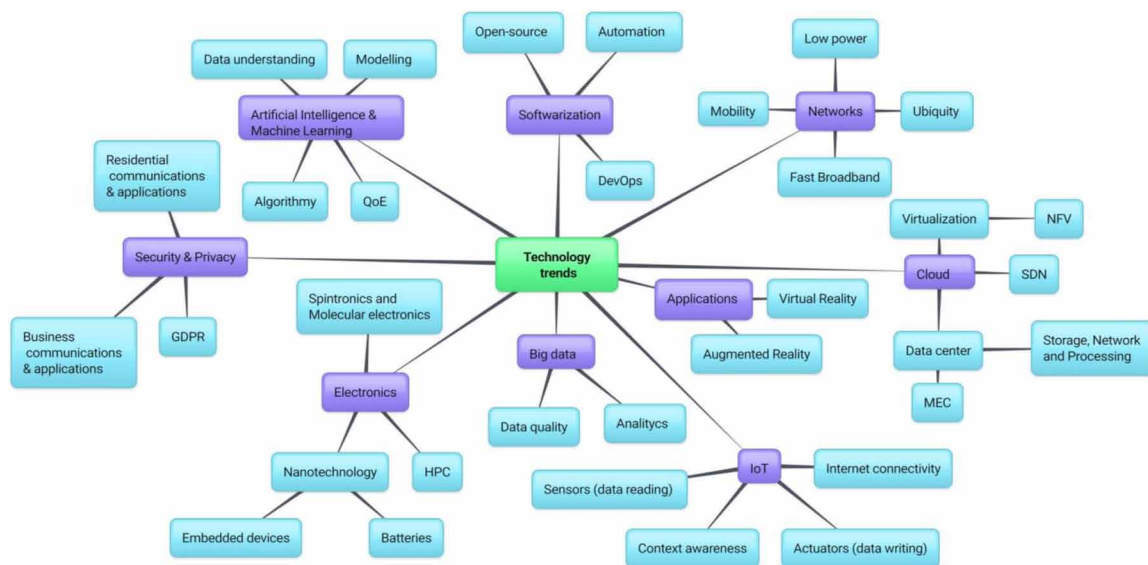 Open-source
Automation
Low power
Data understanding
Modelling
Artificial Intelligence &
Machine Learning
Softwarization
Mobility
Networks
Ubiquity
Residential
communications
& applications
Algorithmy
QoE
DevOps
Fast Broadband
Virtualization
NFV
Security & Privacy
Technology
trends
Cloud
SDN
Spintronics and
Molecular electronics
Applications
Virtual Reality
Business
communications
& applications
GDPR
Big data
Augmented Reality
Data center
Storage, Network
and Processing
Electronics
MEC
Data quality
Analitycs
Nanotechnology
HPC
IoT
Internet connectivity
Sensors (data reading)
Embedded devices
Batteries
Context awareness
Actuators (data writing)